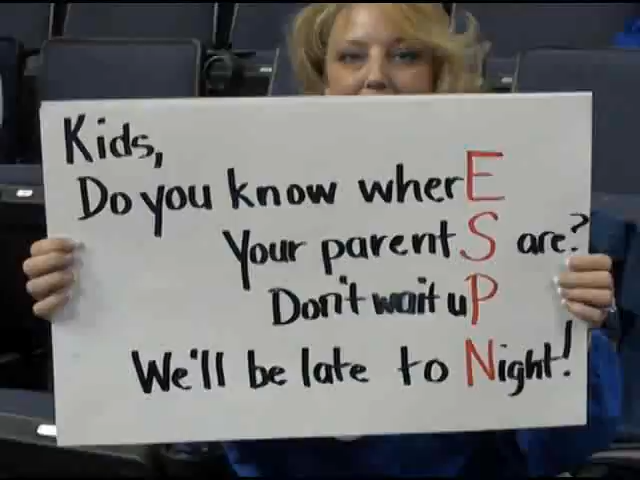 Kids,
Do you know wherE
Your parentS are?
Don't wait uP
We'll be late to Night!